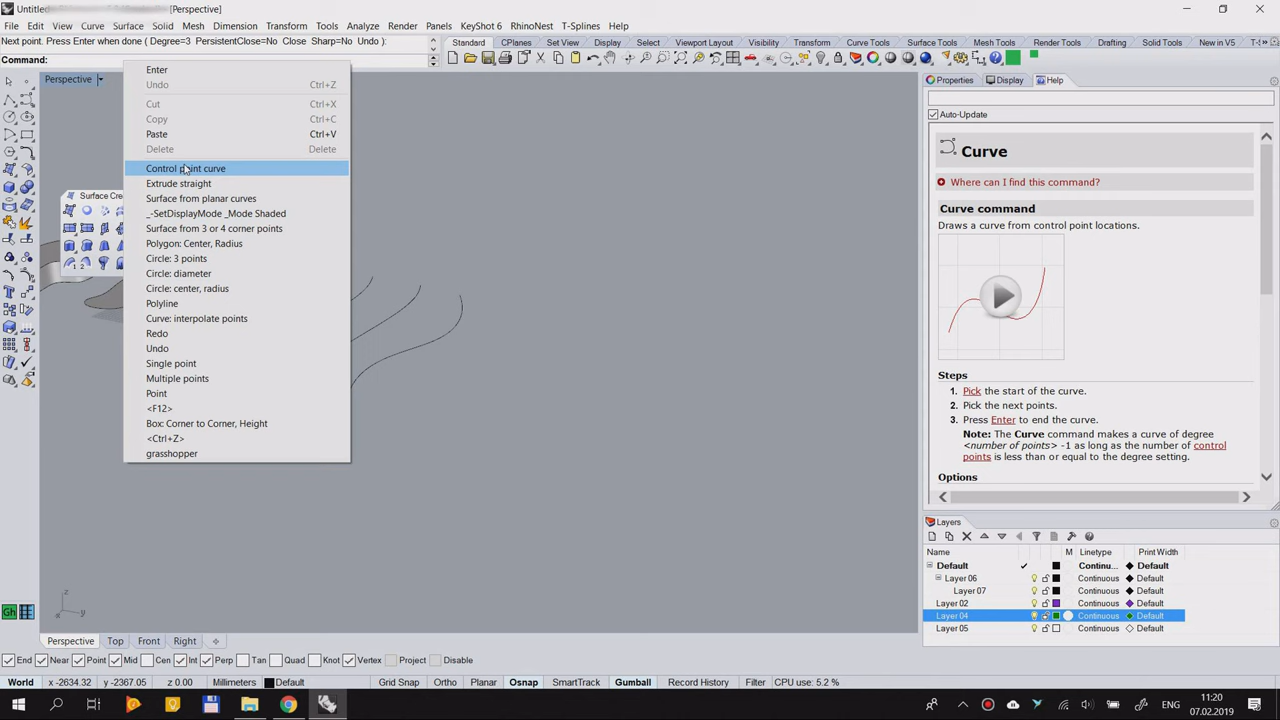 Untitled [Perspective]
File Edit View Curve Surface Solid Mesh Dimension Transform Tools Analyze Render Panels KeyShot 6 RhinoNest T-Splines Help
Next point. Press Enter when done ( Degree=3 PersistentClose=No Close Sharp=No Undo ):
Standard CPlanes Set View Display Select Viewport Layout Visibility Transform Curve Tools Surface Tools Mesh Tools Render Tools Drafting Solid Tools New in V6
Command:
Perspective
Enter
Undo Ctrl+Z
Cut Ctrl+X
Copy Ctrl+C
Paste Ctrl+V
Delete Delete
Control point curve
Extrude straight
Surface from planar curves
_-SetDisplayMode _Mode Shaded
Surface from 3 or 4 corner points
Polygon: Center, Radius
Circle: 3 points
Circle: diameter
Circle: center, radius
Polyline
Curve: interpolate points
Redo
Undo
Single point
Multiple points
Point
<F12>
Box: Corner to Corner, Height
<Ctrl+Z>
grasshopper
Surface Cre
z
y
x
Properties Display Help
Auto-Update
Curve
Where can I find this command?
Curve command
Draws a curve from control point locations.
Steps
1. Pick the start of the curve.
2. Pick the next points.
3. Press Enter to end the curve.
Note: The Curve command makes a curve of degree
<number of points> -1 as long as the number of control
points is less than or equal to the degree setting.
Options
Layers
Name M Linetype Print Width
Default Continu... Default
Layer 06 Continuous Default
Layer 07 Continuous Default
Layer 02 Continuous Default
Layer 04 Continuous Default
Layer 05 Continuous Default
Gh
Perspective Top Front Right
End Near Point Mid Cen Int Perp Tan Quad Knot Vertex Project Disable
World x -2634.32 y -2367.05 z 0.00 Millimeters Default Grid Snap Ortho Planar Osnap SmartTrack Gumball Record History Filter CPU use: 5.2 %
ENG 11:20
07.02.2019